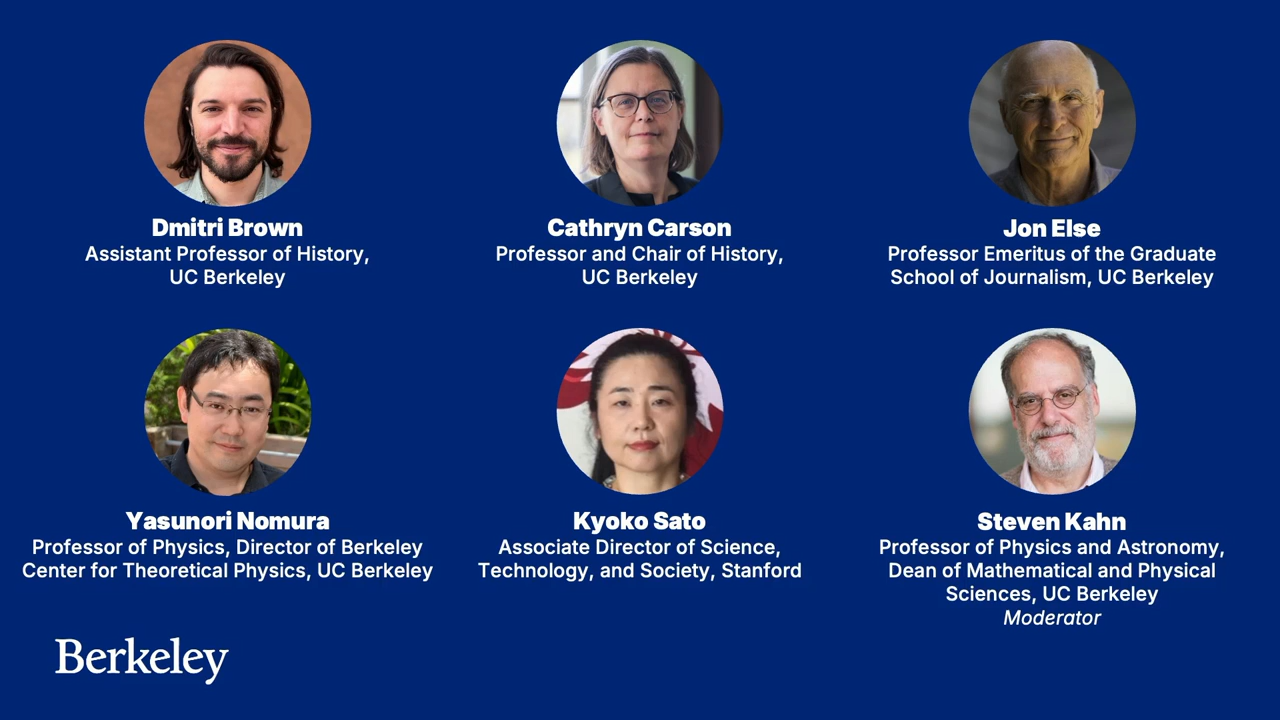 Dmitri Brown
Assistant Professor of History,
UC Berkeley
Cathryn Carson
Professor and Chair of History,
UC Berkeley
Jon Else
Professor Emeritus of the Graduate
School of Journalism, UC Berkeley
Yasunori Nomura
Professor of Physics, Director of Berkeley
Center for Theoretical Physics, UC Berkeley
Kyoko Sato
Associate Director of Science,
Technology, and Society, Stanford
Steven Kahn
Professor of Physics and Astronomy,
Dean of Mathematical and Physical
Sciences, UC Berkeley
Moderator
Berkeley